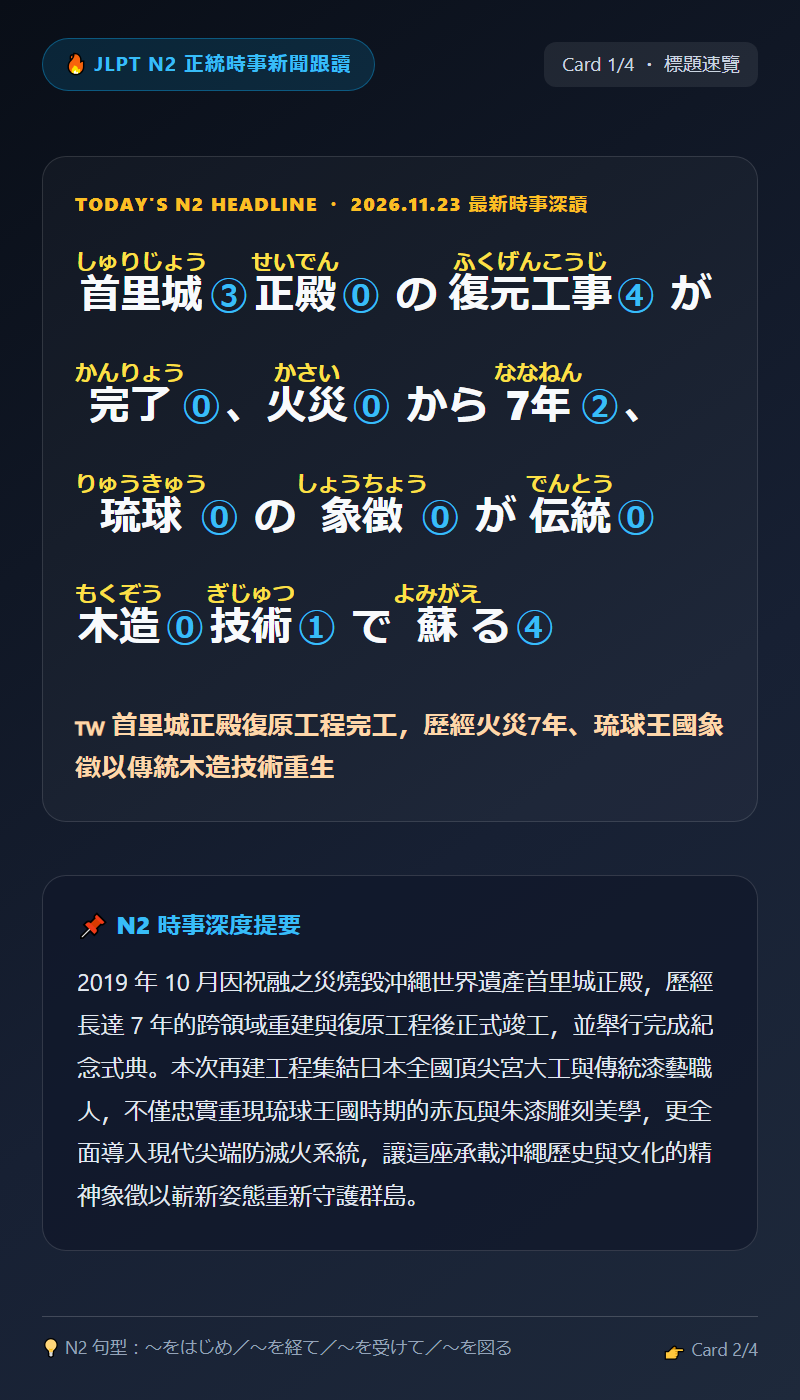 🔥 JLPT N2 正統時事新聞跟讀
Card 1/4 ・ 標題速覽
TODAY'S N2 HEADLINE ・ 2026.11.23 最新時事深讀
しゅりじょう せいでん ふくげんこうじ
首里城③正殿⓪ の 復元工事④ が
かんりょう かさい ななねん
完了⓪、火災⓪ から 7年②、
りゅうきゅう しょうちょう でんとう
琉球⓪ の 象徴⓪ が 伝統⓪
もくぞう ぎじゅつ よみがえ
木造⓪技術① で 蘇る④
TW 首里城正殿復原工程完工，歷經火災7年、琉球王國象
徵以傳統木造技術重生
📌 N2 時事深度提要
2019 年 10 月因祝融之災燒毀沖繩世界遺產首里城正殿，歷經
長達 7 年的跨領域重建與復原工程後正式竣工，並舉行完成紀
念式典。本次再建工程集結日本全國頂尖宮大工與傳統漆藝職
人，不僅忠實重現琉球王國時期的赤瓦與朱漆雕刻美學，更全
面導入現代尖端防滅火系統，讓這座承載沖繩歷史與文化的精
神象徵以嶄新姿態重新守護群島。
💡 N2 句型：～をはじめ／～を経て／～を受けて／～を図る
👉 Card 2/4